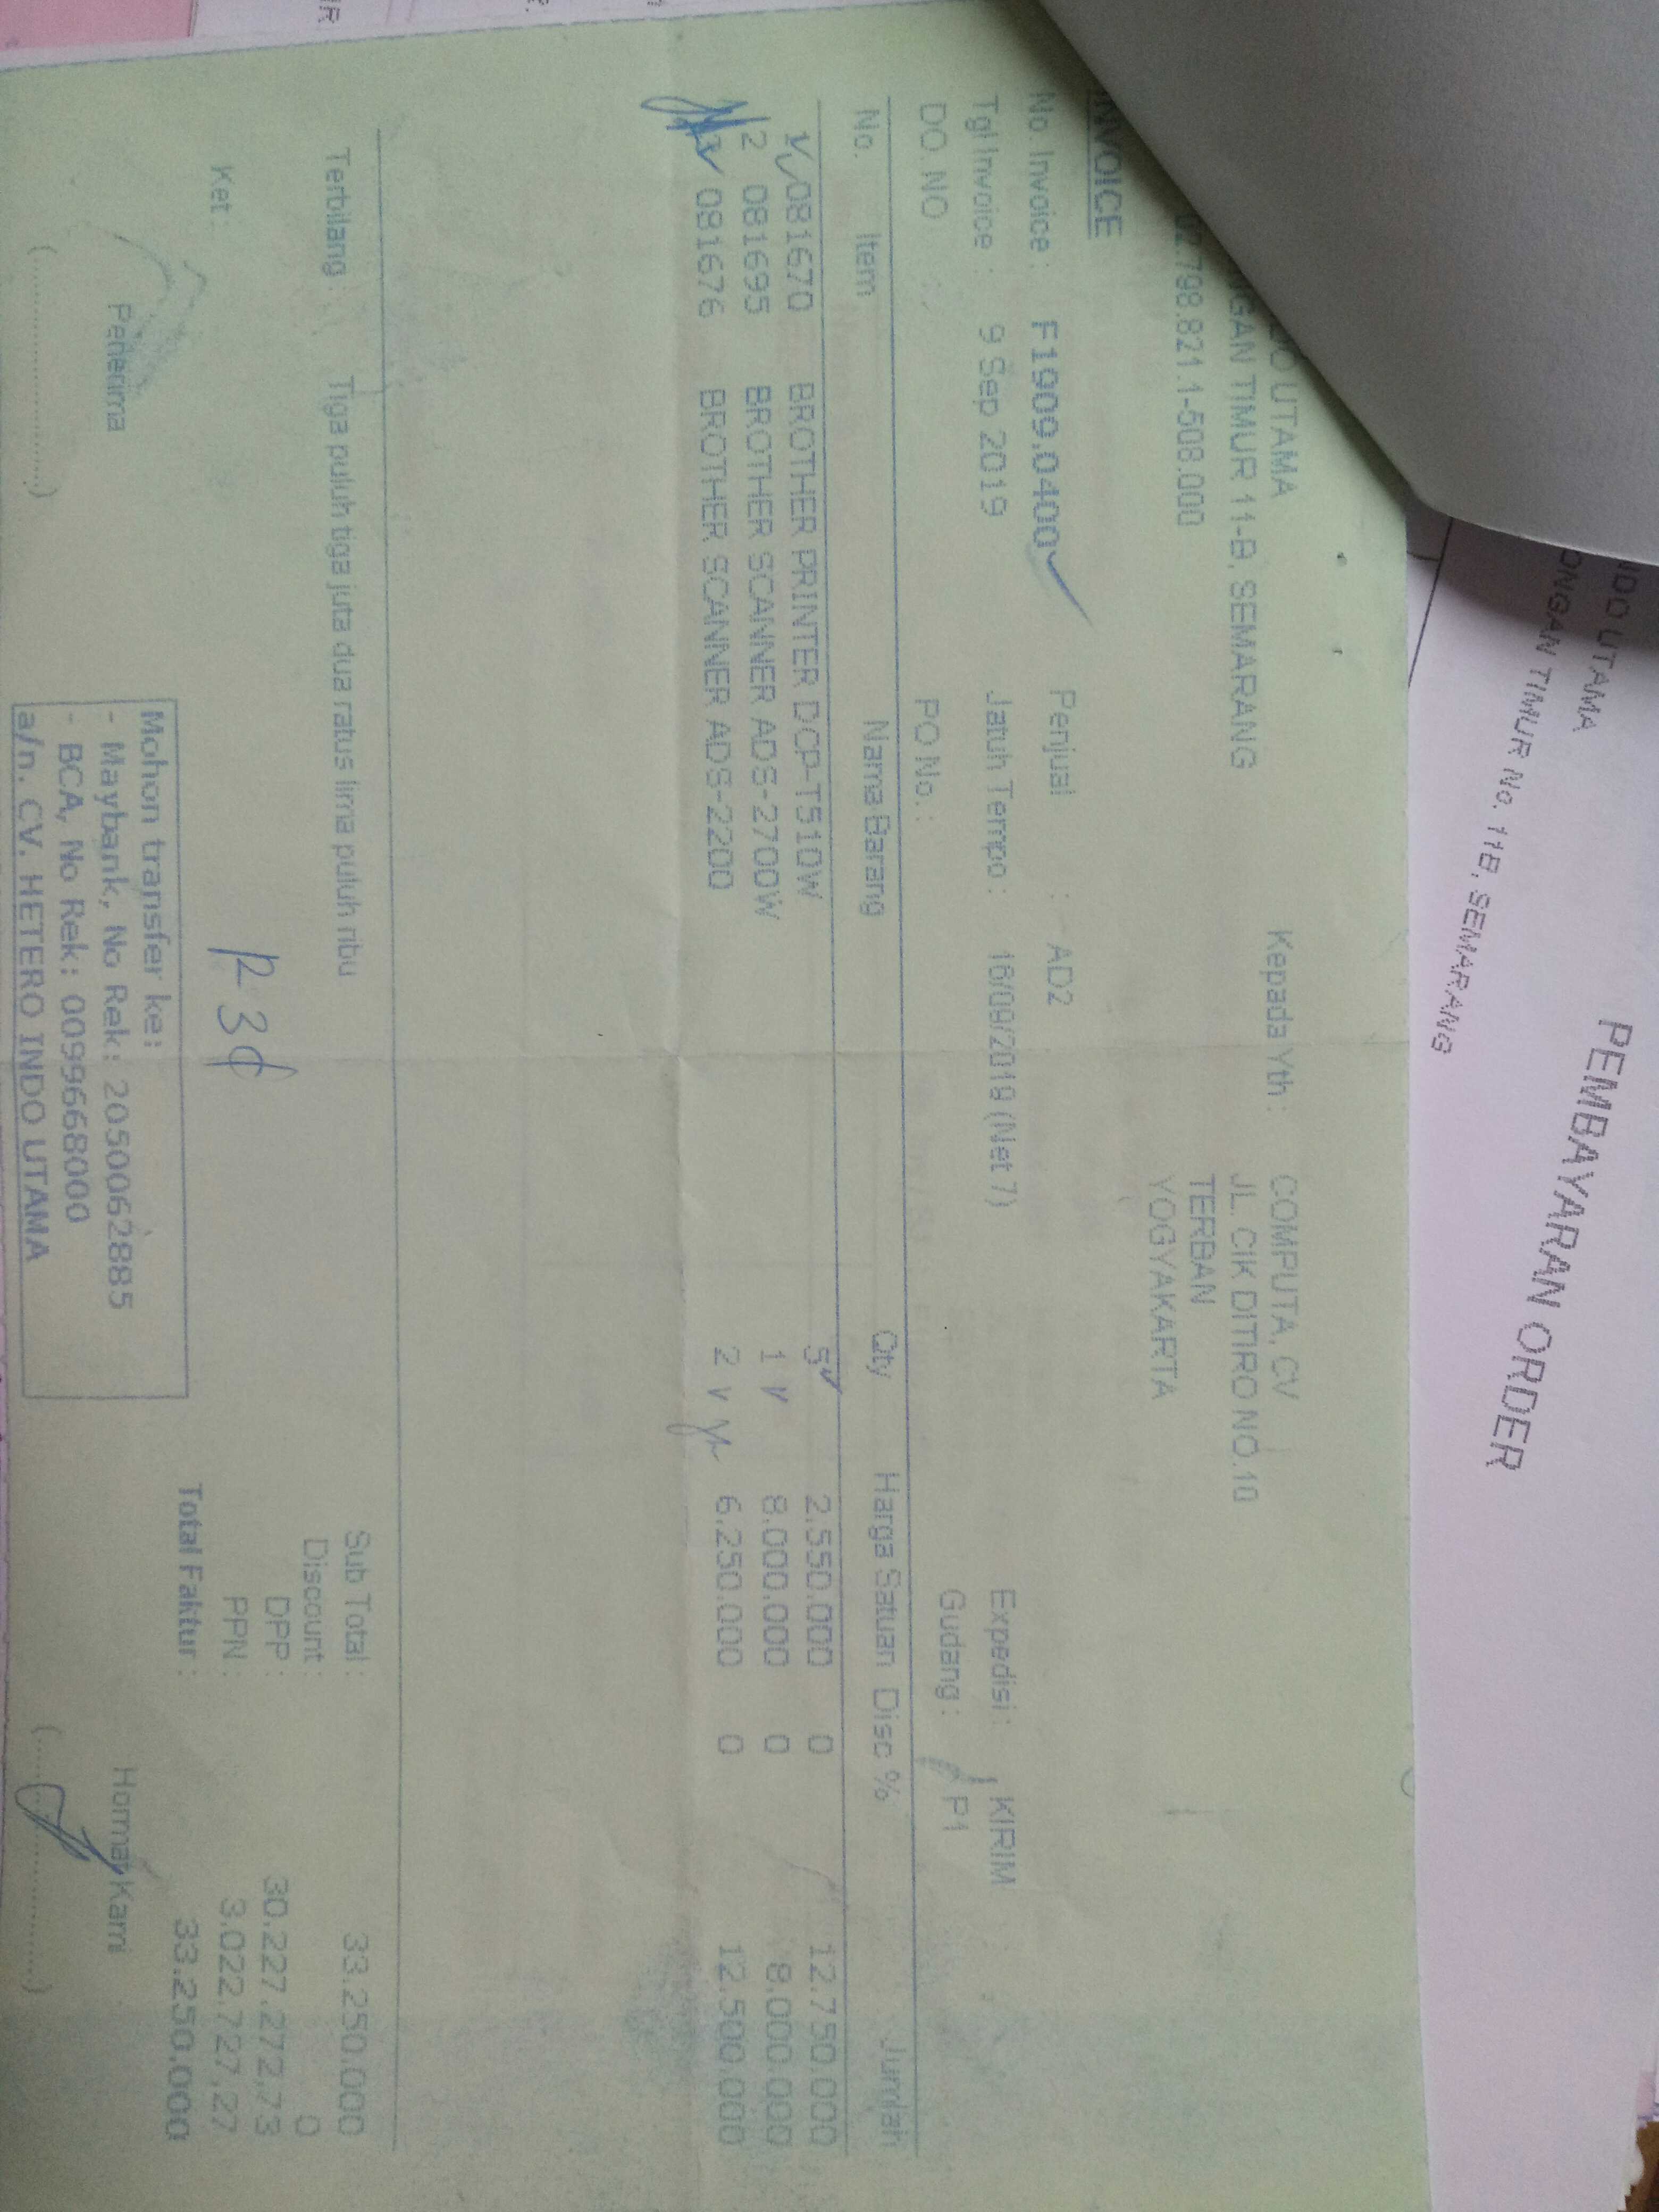 PEMBAYARAN ORDER
NDO UTAMA
ONGAN TIMUR No. 11B, SEMARANG
DO UTAMA
NGAN TIMUR 11-B, SEMARANG
02.798.821.1-508.000
Kepada Yth : COMPUTA, CV
JL. CIK DITIRO NO.10
TERBAN
YOGYAKARTA
INVOICE
No. Invoice : F1909.0400 Penjual : AD2
Tgl Invoice : 9 Sep 2019 Jatuh Tempo : 16/09/2019 (Net 7) Expedisi : KIRIM
DO. NO : PO No. : Gudang : P1
No. Item Nama Barang Qty Harga Satuan Disc % Jumlah
1 081670 BROTHER PRINTER DCP-T510W 5 2.550.000 0 12.750.000
2 081695 BROTHER SCANNER ADS-2700W 1 8.000.000 0 8.000.000
3 081676 BROTHER SCANNER ADS-2200 2 6.250.000 0 12.500.000
Terbilang : Tiga puluh tiga juta dua ratus lima puluh ribu
Sub Total : 33.250.000
Discount : 0
DPP : 30.227.272,73
PPN : 3.022.727,27
Total Faktur : 33.250.000
Ket :
Penerima
(....................)
Mohon transfer ke :
- Maybank, No Rek : 2050062885
- BCA, No Rek : 0099668000
a/n. CV. HETERO INDO UTAMA
Hormat Kami
(....................)